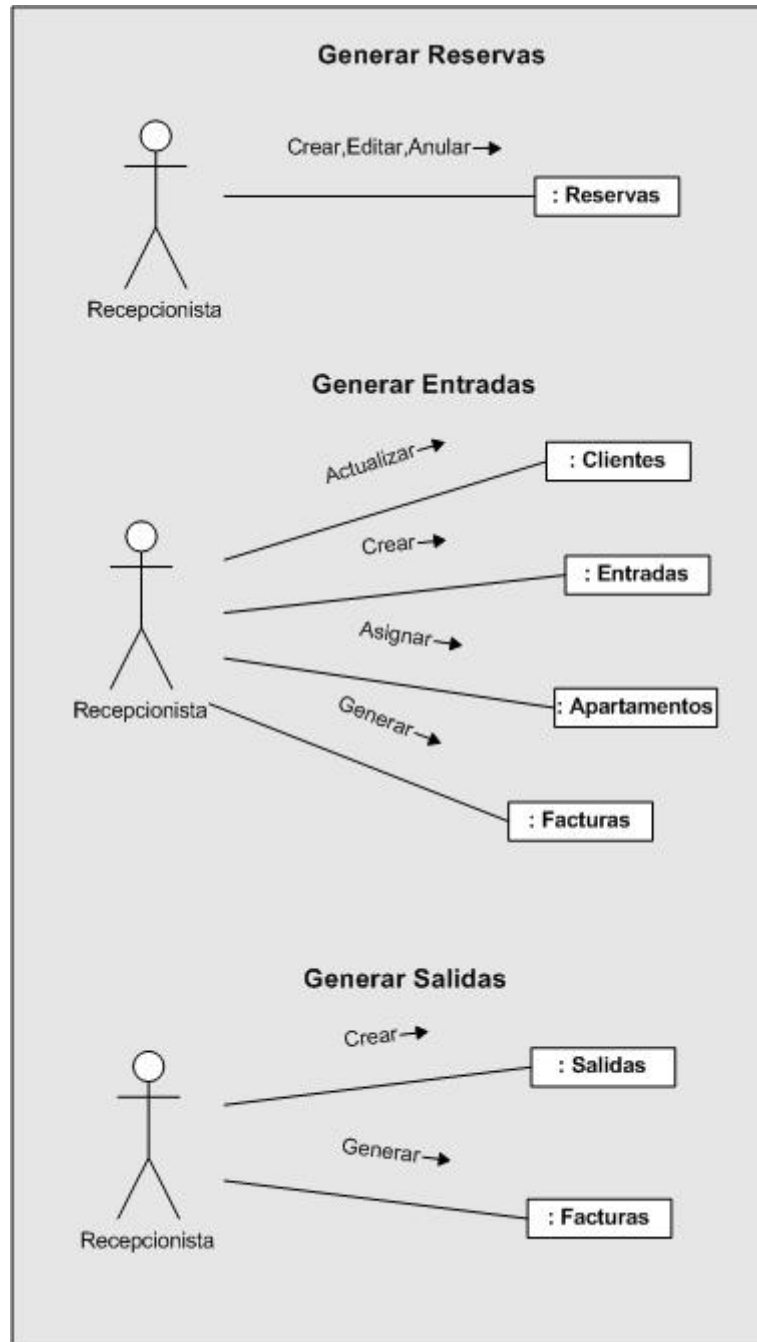 Generar Reservas
Crear,Editar,Anular
: Reservas
Recepcionista
Generar Entradas
Actualizar
: Clientes
Crear
: Entradas
Asignar
: Apartamentos
Recepcionista
Generar
: Facturas
Generar Salidas
Crear
: Salidas
Generar
: Facturas
Recepcionista